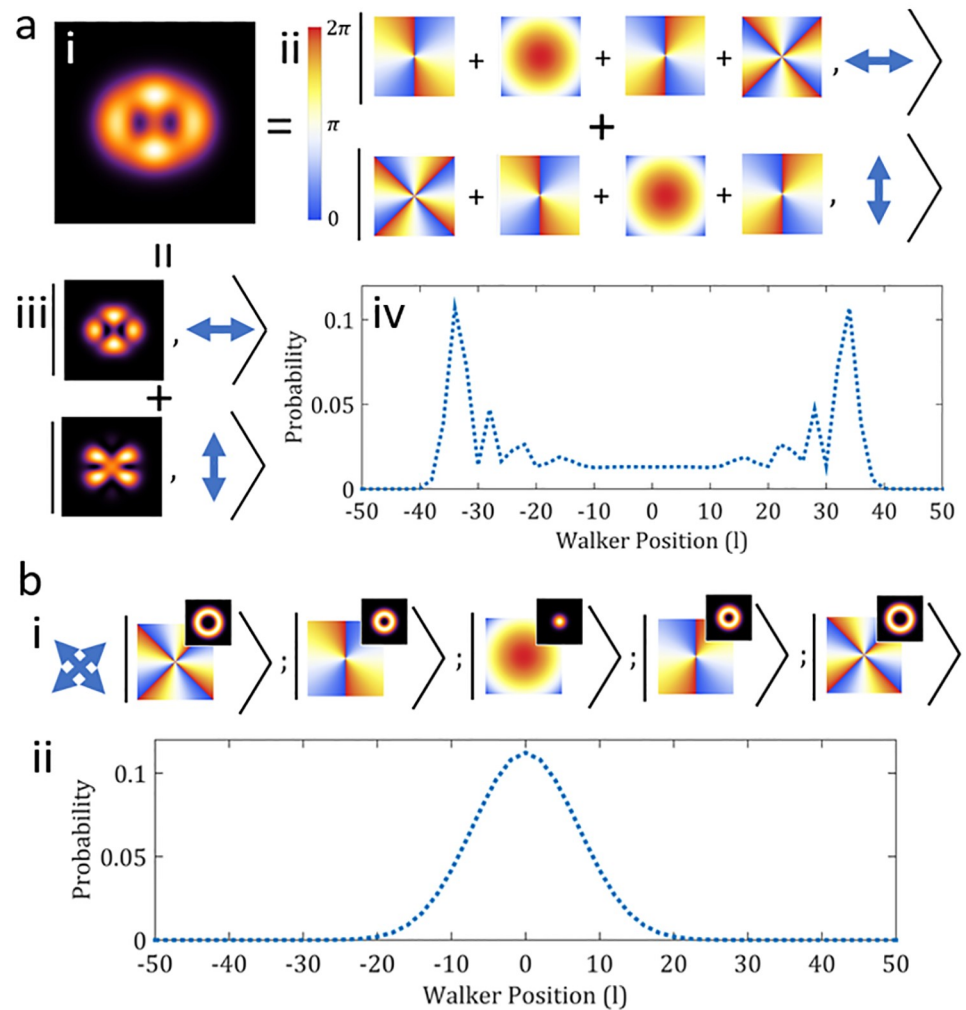 a
i
=
ii
2π
π
0
+ + + ,
+
+ + + ,
=
iii
,
+
,
iv
Probability
0.1
0.05
0
-50 -40 -30 -20 -10 0 10 20 30 40 50
Walker Position (l)
b
i
; ; ; ;
ii
Probability
0.1
0.05
0
-50 -40 -30 -20 -10 0 10 20 30 40 50
Walker Position (l)